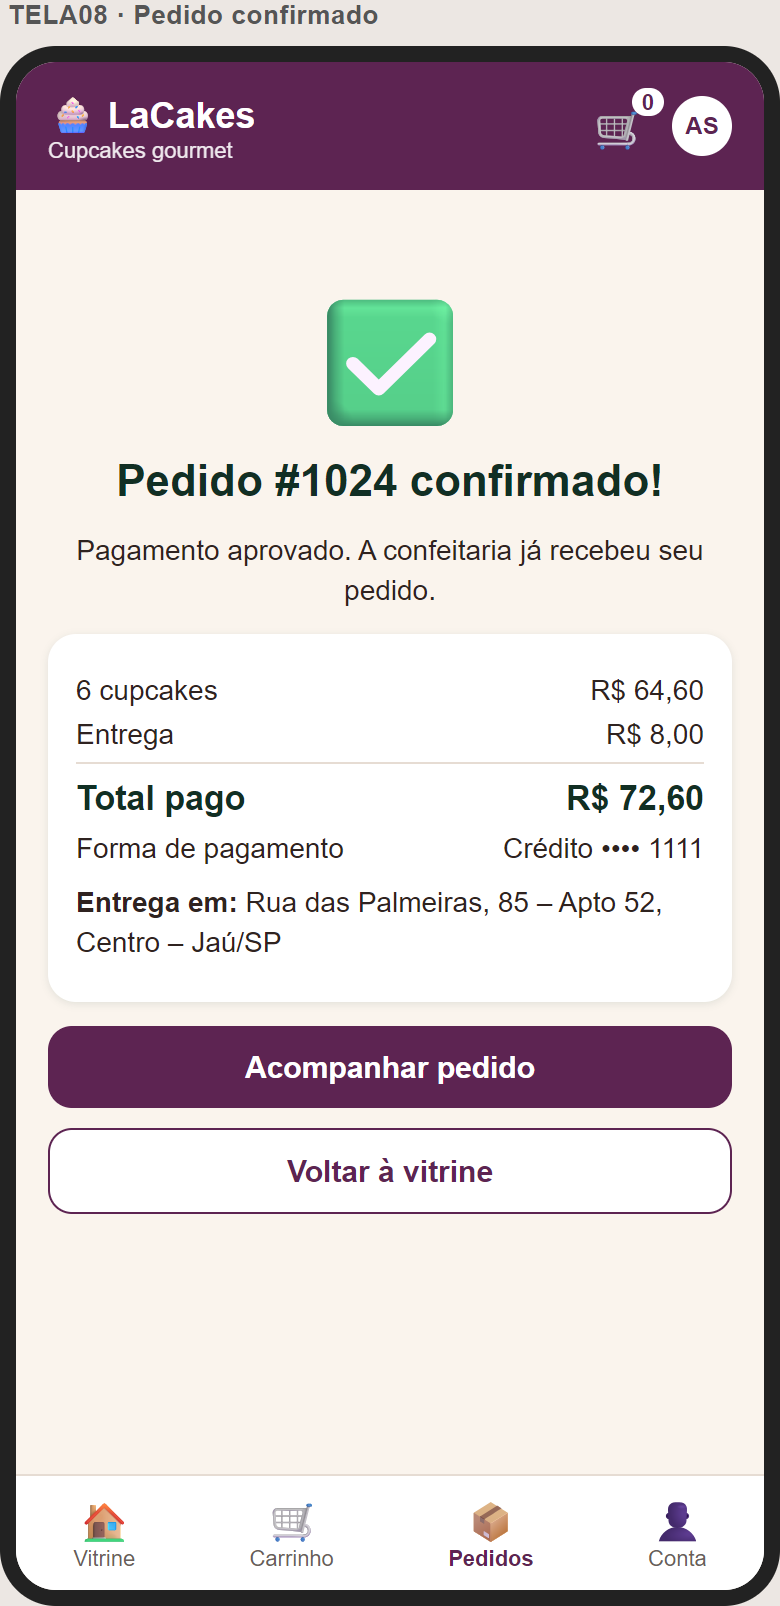 TELA08 · Pedido confirmado
LaCakes
Cupcakes gourmet
0
AS
Pedido #1024 confirmado!
Pagamento aprovado. A confeitaria já recebeu seu
pedido.
6 cupcakes R$ 64,60
Entrega R$ 8,00
Total pago R$ 72,60
Forma de pagamento Crédito •••• 1111
Entrega em: Rua das Palmeiras, 85 – Apto 52,
Centro – Jaú/SP
Acompanhar pedido
Voltar à vitrine
Vitrine Carrinho Pedidos Conta